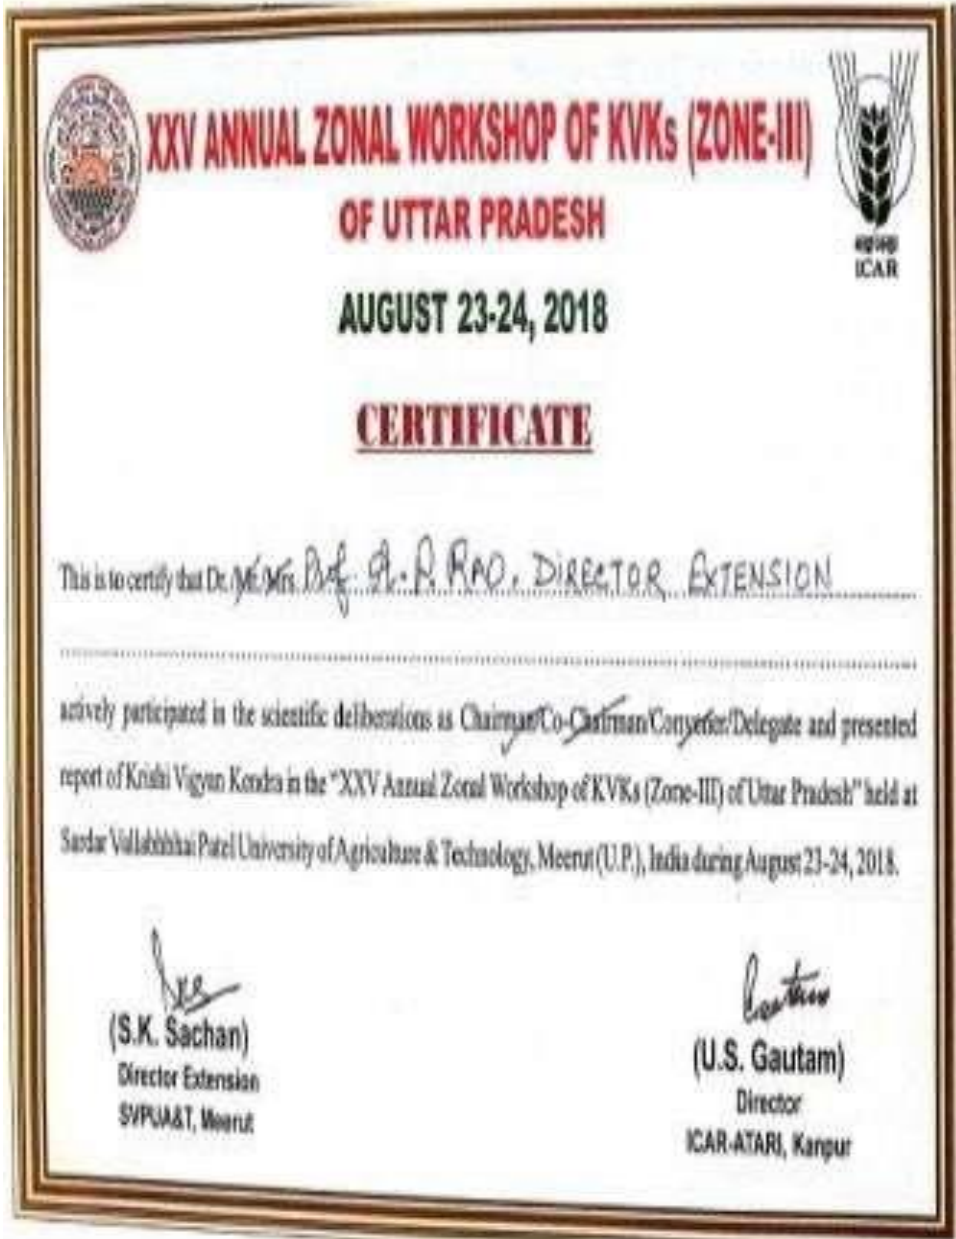 XXV ANNUAL ZONAL WORKSHOP OF KVKs (ZONE-III)
OF UTTAR PRADESH
ICAR
AUGUST 23-24, 2018
CERTIFICATE
This is to certify that Dr./Mr./Mrs. Prof. A. P. RAO, DIRECTOR EXTENSION
actively participated in the scientific deliberations as Chairman/Co-Chairman/Convener/Delegate and presented
report of Krishi Vigyan Kendra in the "XXV Annual Zonal Workshop of KVKs (Zone-III) of Uttar Pradesh" held at
Sardar Vallabhbhai Patel University of Agriculture & Technology, Meerut (U.P.), India during August 23-24, 2018.
(S.K. Sachan)
Director Extension
SVPUA&T, Meerut
(U.S. Gautam)
Director
ICAR-ATARI, Kanpur